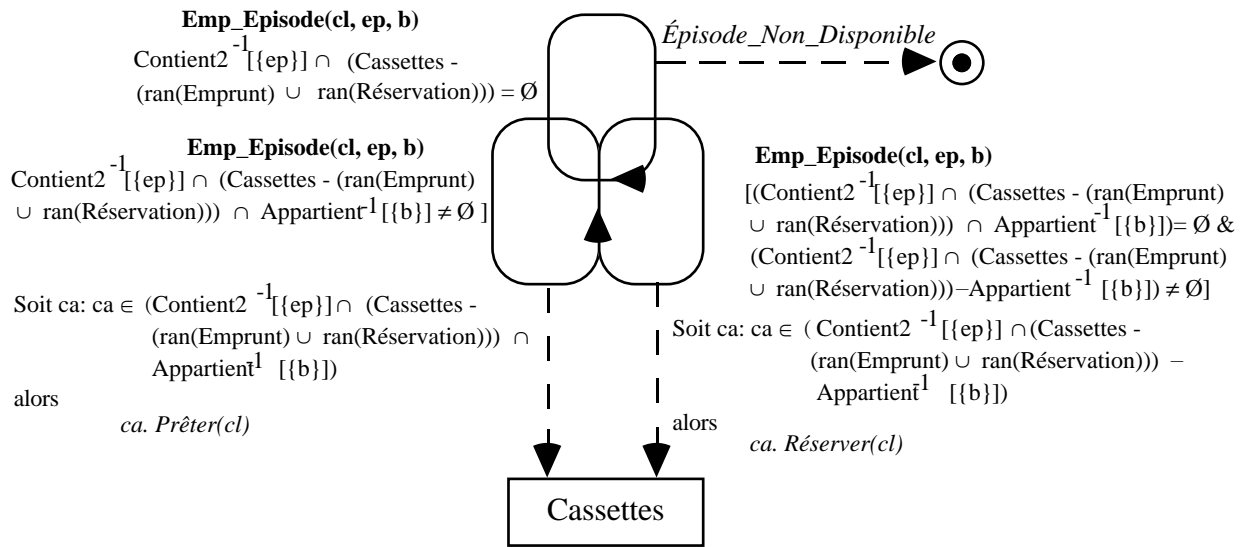 Emp_Episode(cl, ep, b)
Contient2 -1[{ep}] ∩ (Cassettes -
(ran(Emprunt) ∪ ran(Réservation))) = Ø
Épisode_Non_Disponible
Emp_Episode(cl, ep, b)
Contient2 -1[{ep}] ∩ (Cassettes - (ran(Emprunt)
∪ ran(Réservation))) ∩ Appartient-1 [{b}] ≠ Ø ]
Soit ca: ca ∈ (Contient2 -1[{ep}] ∩ (Cassettes -
(ran(Emprunt) ∪ ran(Réservation))) ∩
Appartient-1 [{b}])
alors
ca. Prêter(cl)
Emp_Episode(cl, ep, b)
[(Contient2 -1[{ep}] ∩ (Cassettes - (ran(Emprunt)
∪ ran(Réservation))) ∩ Appartient-1 [{b}])= Ø &
(Contient2 -1[{ep}] ∩ (Cassettes - (ran(Emprunt)
∪ ran(Réservation)))–Appartient-1 [{b}]) ≠ Ø]
Soit ca: ca ∈ ( Contient2 -1[{ep}] ∩(Cassettes -
(ran(Emprunt) ∪ ran(Réservation))) –
Appartient-1 [{b}])
alors
ca. Réserver(cl)
Cassettes